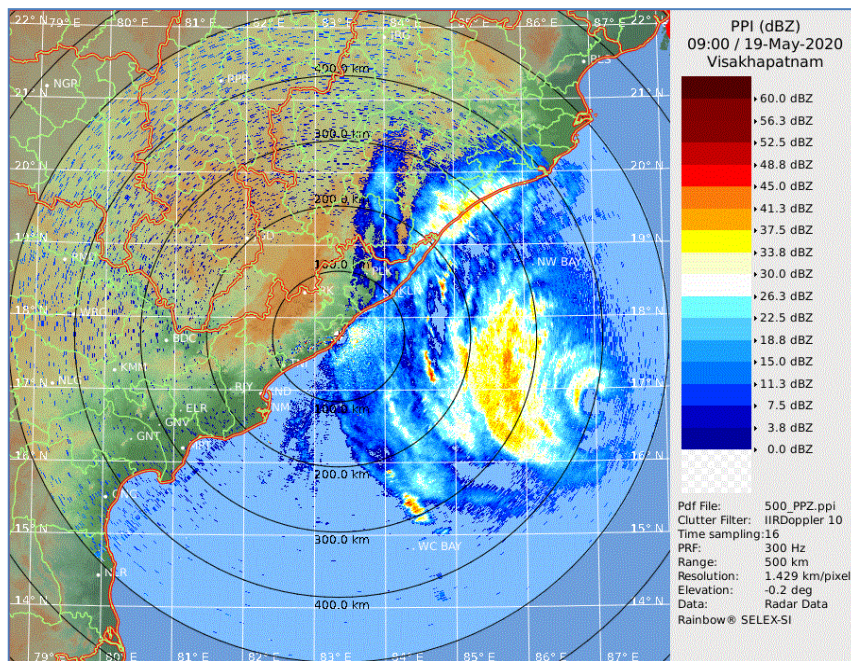 PPI (dBZ)
09:00 / 19-May-2020
Visakhapatnam
60.0 dBZ
56.3 dBZ
52.5 dBZ
48.8 dBZ
45.0 dBZ
41.3 dBZ
37.5 dBZ
33.8 dBZ
30.0 dBZ
26.3 dBZ
22.5 dBZ
18.8 dBZ
15.0 dBZ
11.3 dBZ
7.5 dBZ
3.8 dBZ
0.0 dBZ
Pdf File: 500_PPZ.ppi
Clutter Filter: IIRDoppler 10
Time sampling:16
PRF: 300 Hz
Range: 500 km
Resolution: 1.429 km/pixel
Elevation: -0.2 deg
Data: Radar Data
Rainbow® SELEX-SI
79°E 80°E 81°E 82°E 83°E 84°E 85°E 86°E 87°E
22°N 22°N
400.0 km
NGR
21°N 21°N
300.0 km
20°N 20°N
200.0 km
19°N 19°N
NW BAY
100.0 km
18°N 18°N
BDC
KMM
17°N 17°N
100.0 km
ELR
GNV
GNT
16°N 16°N
200.0 km
15°N 15°N
300.0 km
WC BAY
NLR
14°N 14°N
400.0 km
79°E 80°E 81°E 82°E 83°E 84°E 85°E 86°E 87°E